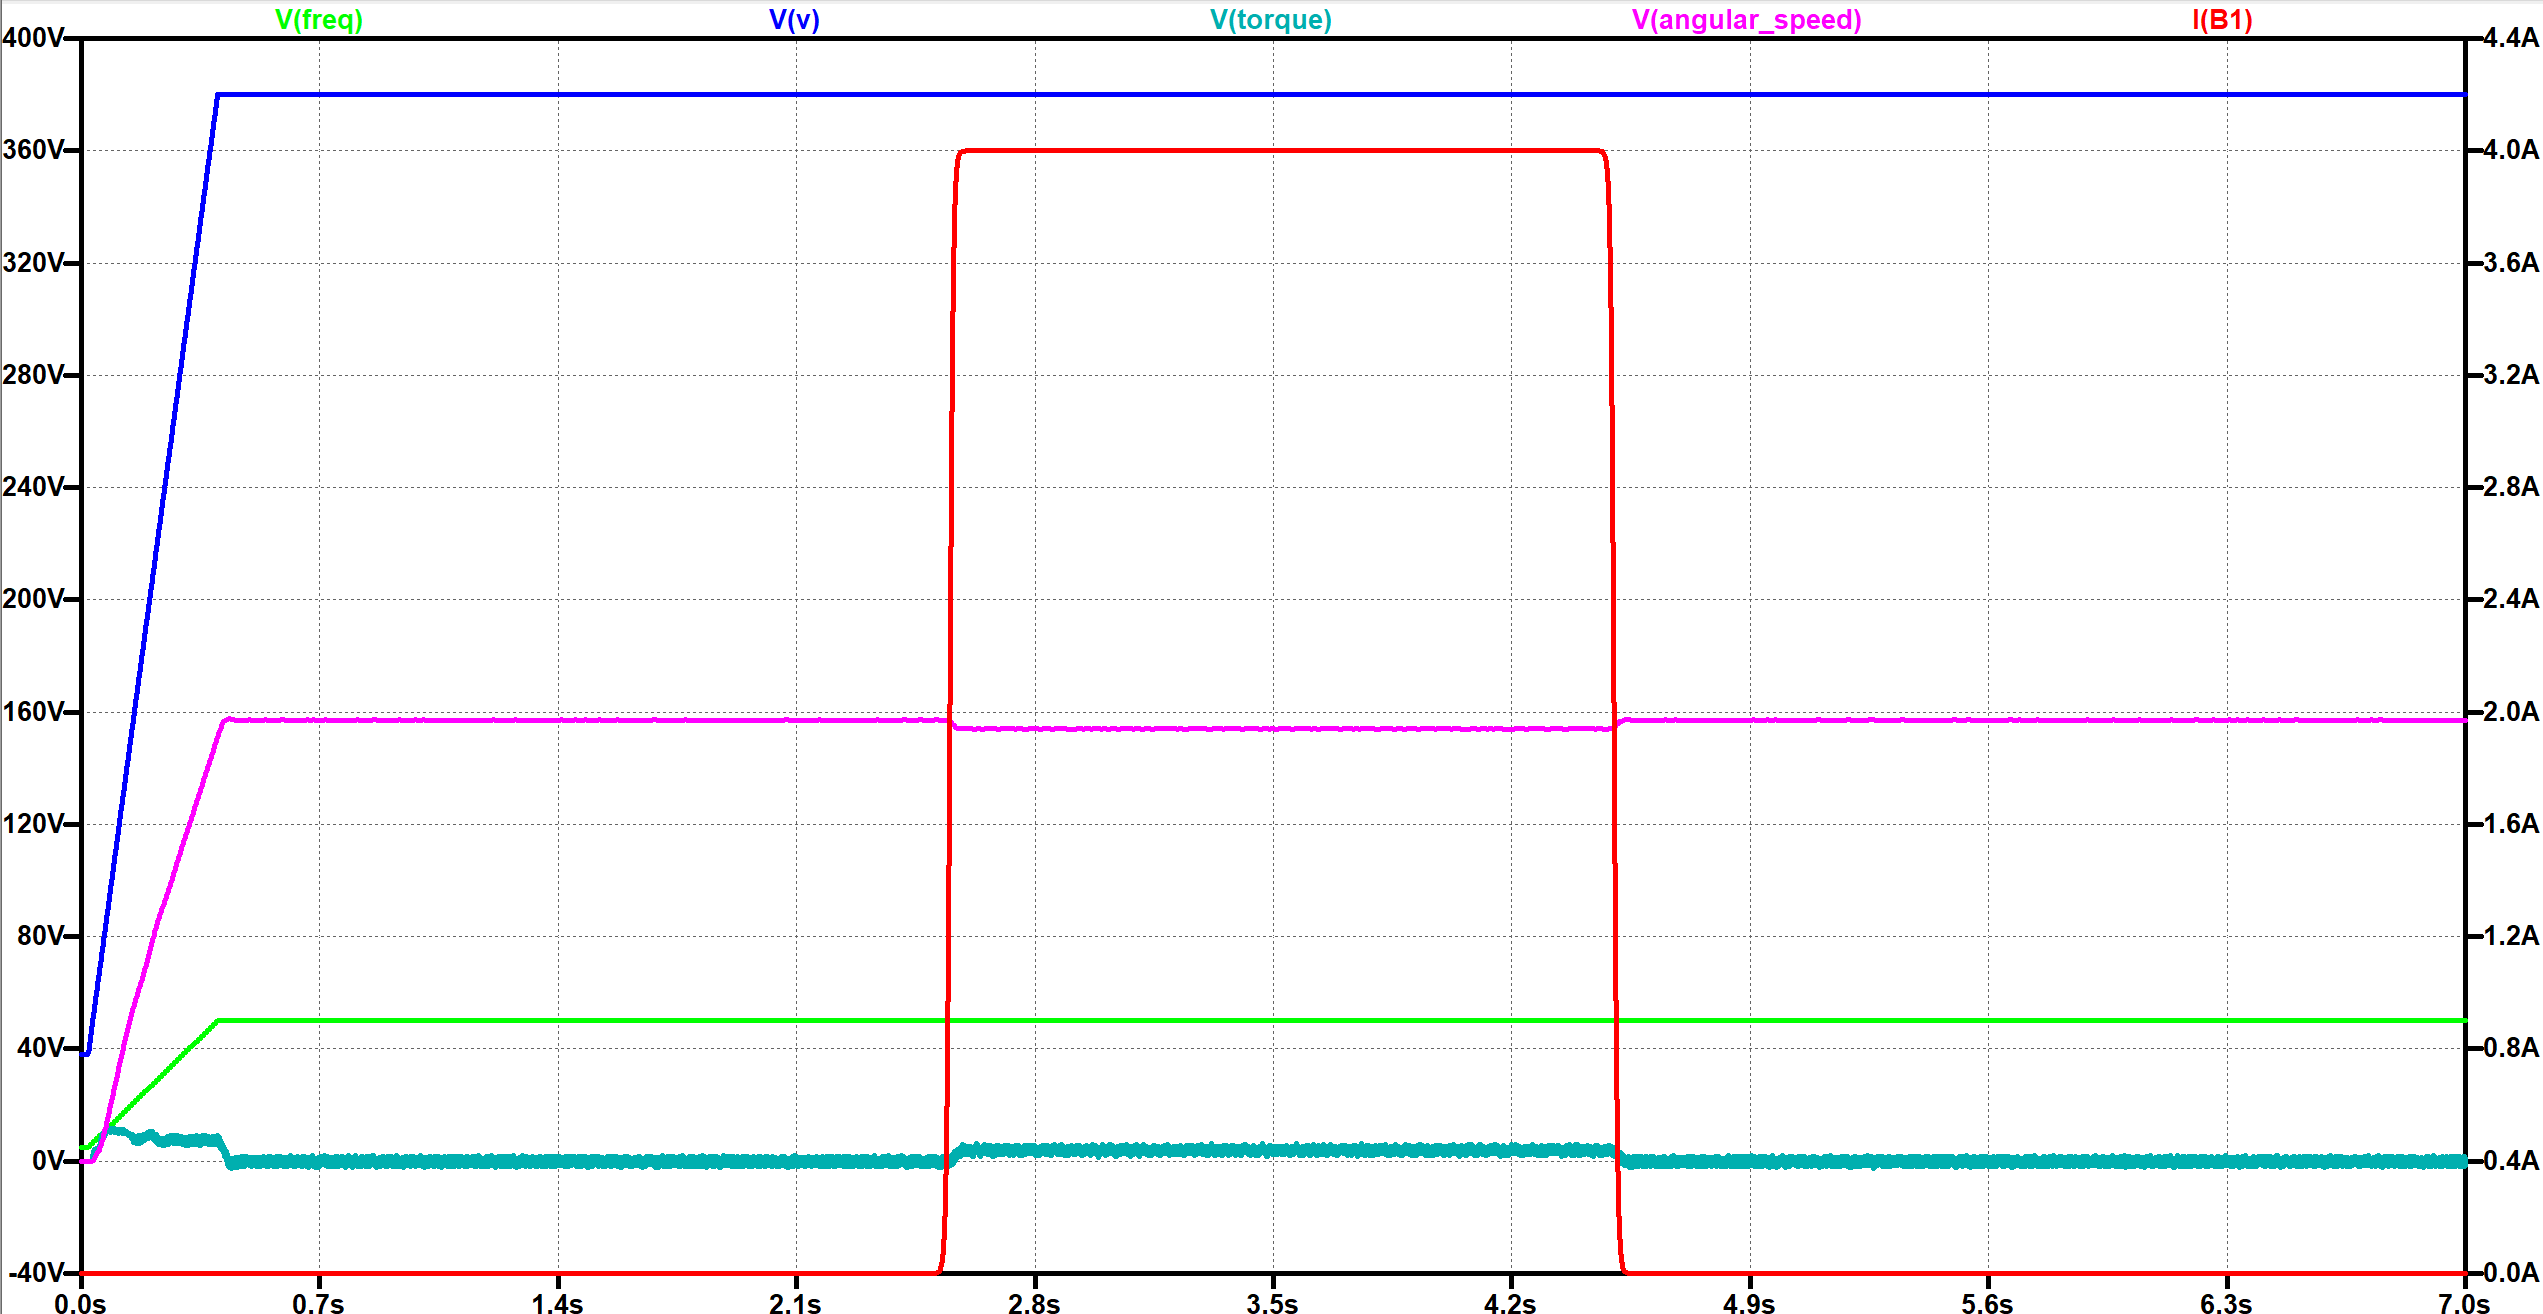 V(freq) V(v) V(torque) V(angular_speed) I(B1)
400V 4.4A
360V 4.0A
320V 3.6A
280V 3.2A
240V 2.8A
200V 2.4A
160V 2.0A
120V 1.6A
80V 1.2A
40V 0.8A
0V 0.4A
-40V 0.0A
0.0s 0.7s 1.4s 2.1s 2.8s 3.5s 4.2s 4.9s 5.6s 6.3s 7.0s